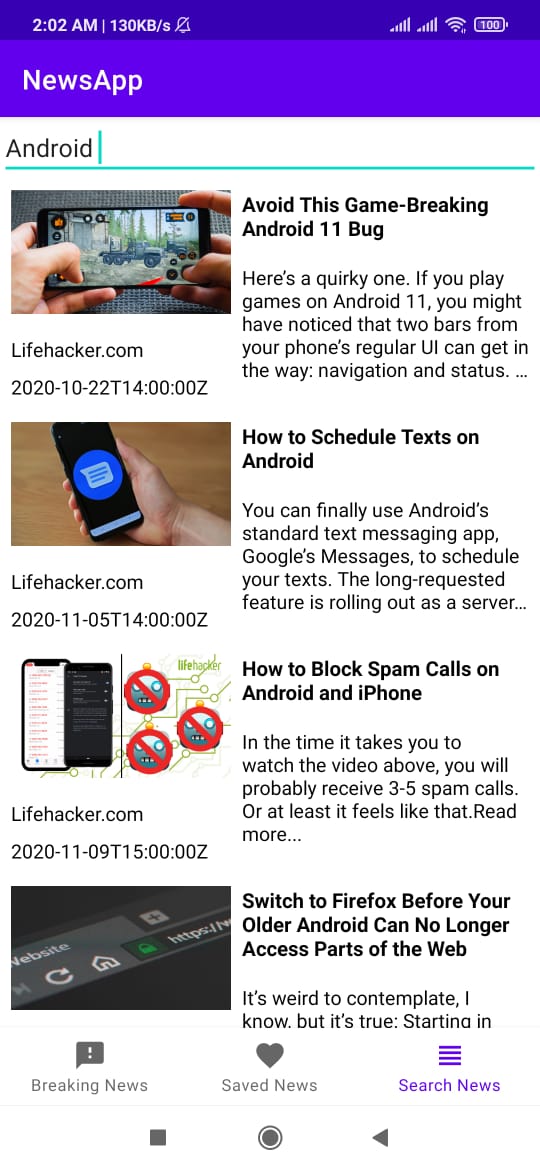 2:02 AM | 130KB/s
100
NewsApp
Android
Avoid This Game-Breaking
Android 11 Bug
Here’s a quirky one. If you play
games on Android 11, you might
have noticed that two bars from
your phone’s regular UI can get in
the way: navigation and status. …
Lifehacker.com
2020-10-22T14:00:00Z
How to Schedule Texts on
Android
You can finally use Android’s
standard text messaging app,
Google’s Messages, to schedule
your texts. The long-requested
feature is rolling out as a server…
Lifehacker.com
2020-11-05T14:00:00Z
lifehacker
How to Block Spam Calls on
Android and iPhone
In the time it takes you to
watch the video above, you will
probably receive 3-5 spam calls.
Or at least it feels like that.Read
more...
Lifehacker.com
2020-11-09T15:00:00Z
Website
https://w
Switch to Firefox Before Your
Older Android Can No Longer
Access Parts of the Web
It’s weird to contemplate, I
know, but it’s true: Starting in
Breaking News
Saved News
Search News